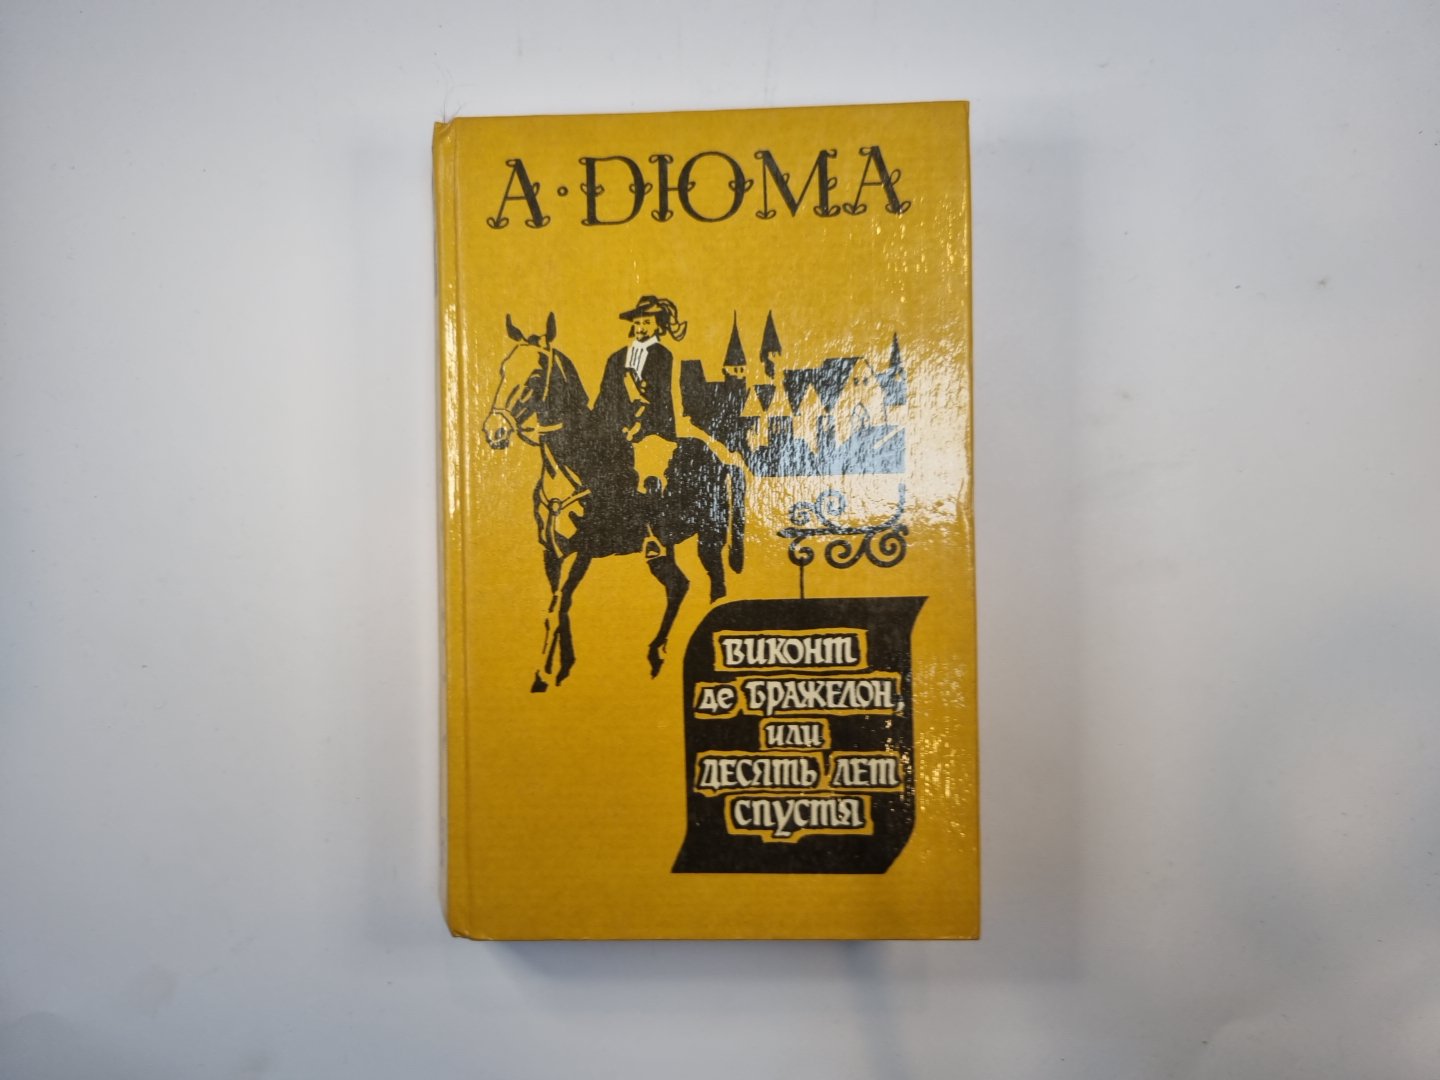 А·ДЮМА
ВИКОНТ
де БРАЖЕЛОН,
или
ДЕСЯТЬ ЛЕТ
СПУСТЯ